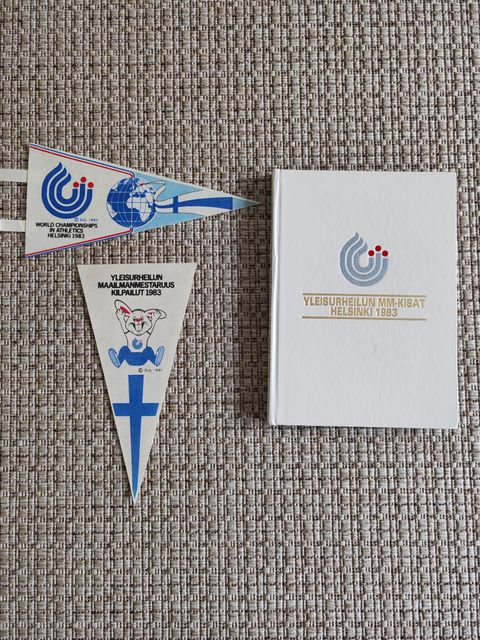 WORLD CHAMPIONSHIPS
IN ATHLETICS
HELSINKI 1983
© SUL 1981
YLEISURHEILUN
MAAILMANMESTARUUS
KILPAILUT 1983
© SUL 1981
YLEISURHEILUN MM-KISAT
HELSINKI 1983